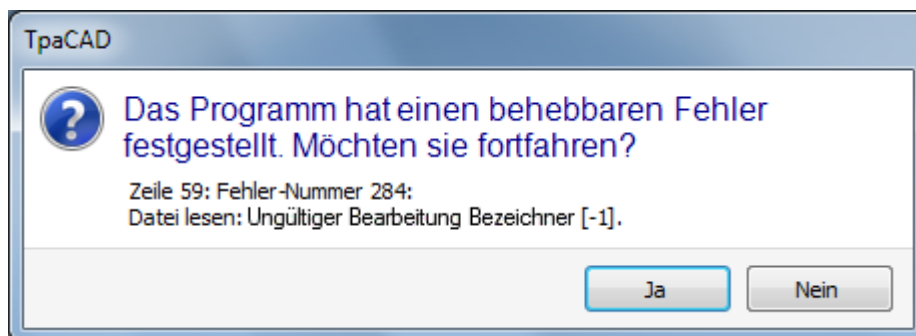 TpaCAD
Das Programm hat einen behebbaren Fehler
festgestellt. Möchten sie fortfahren?
Zeile 59: Fehler-Nummer 284:
Datei lesen: Ungültiger Bearbeitung Bezeichner [-1].
Ja
Nein